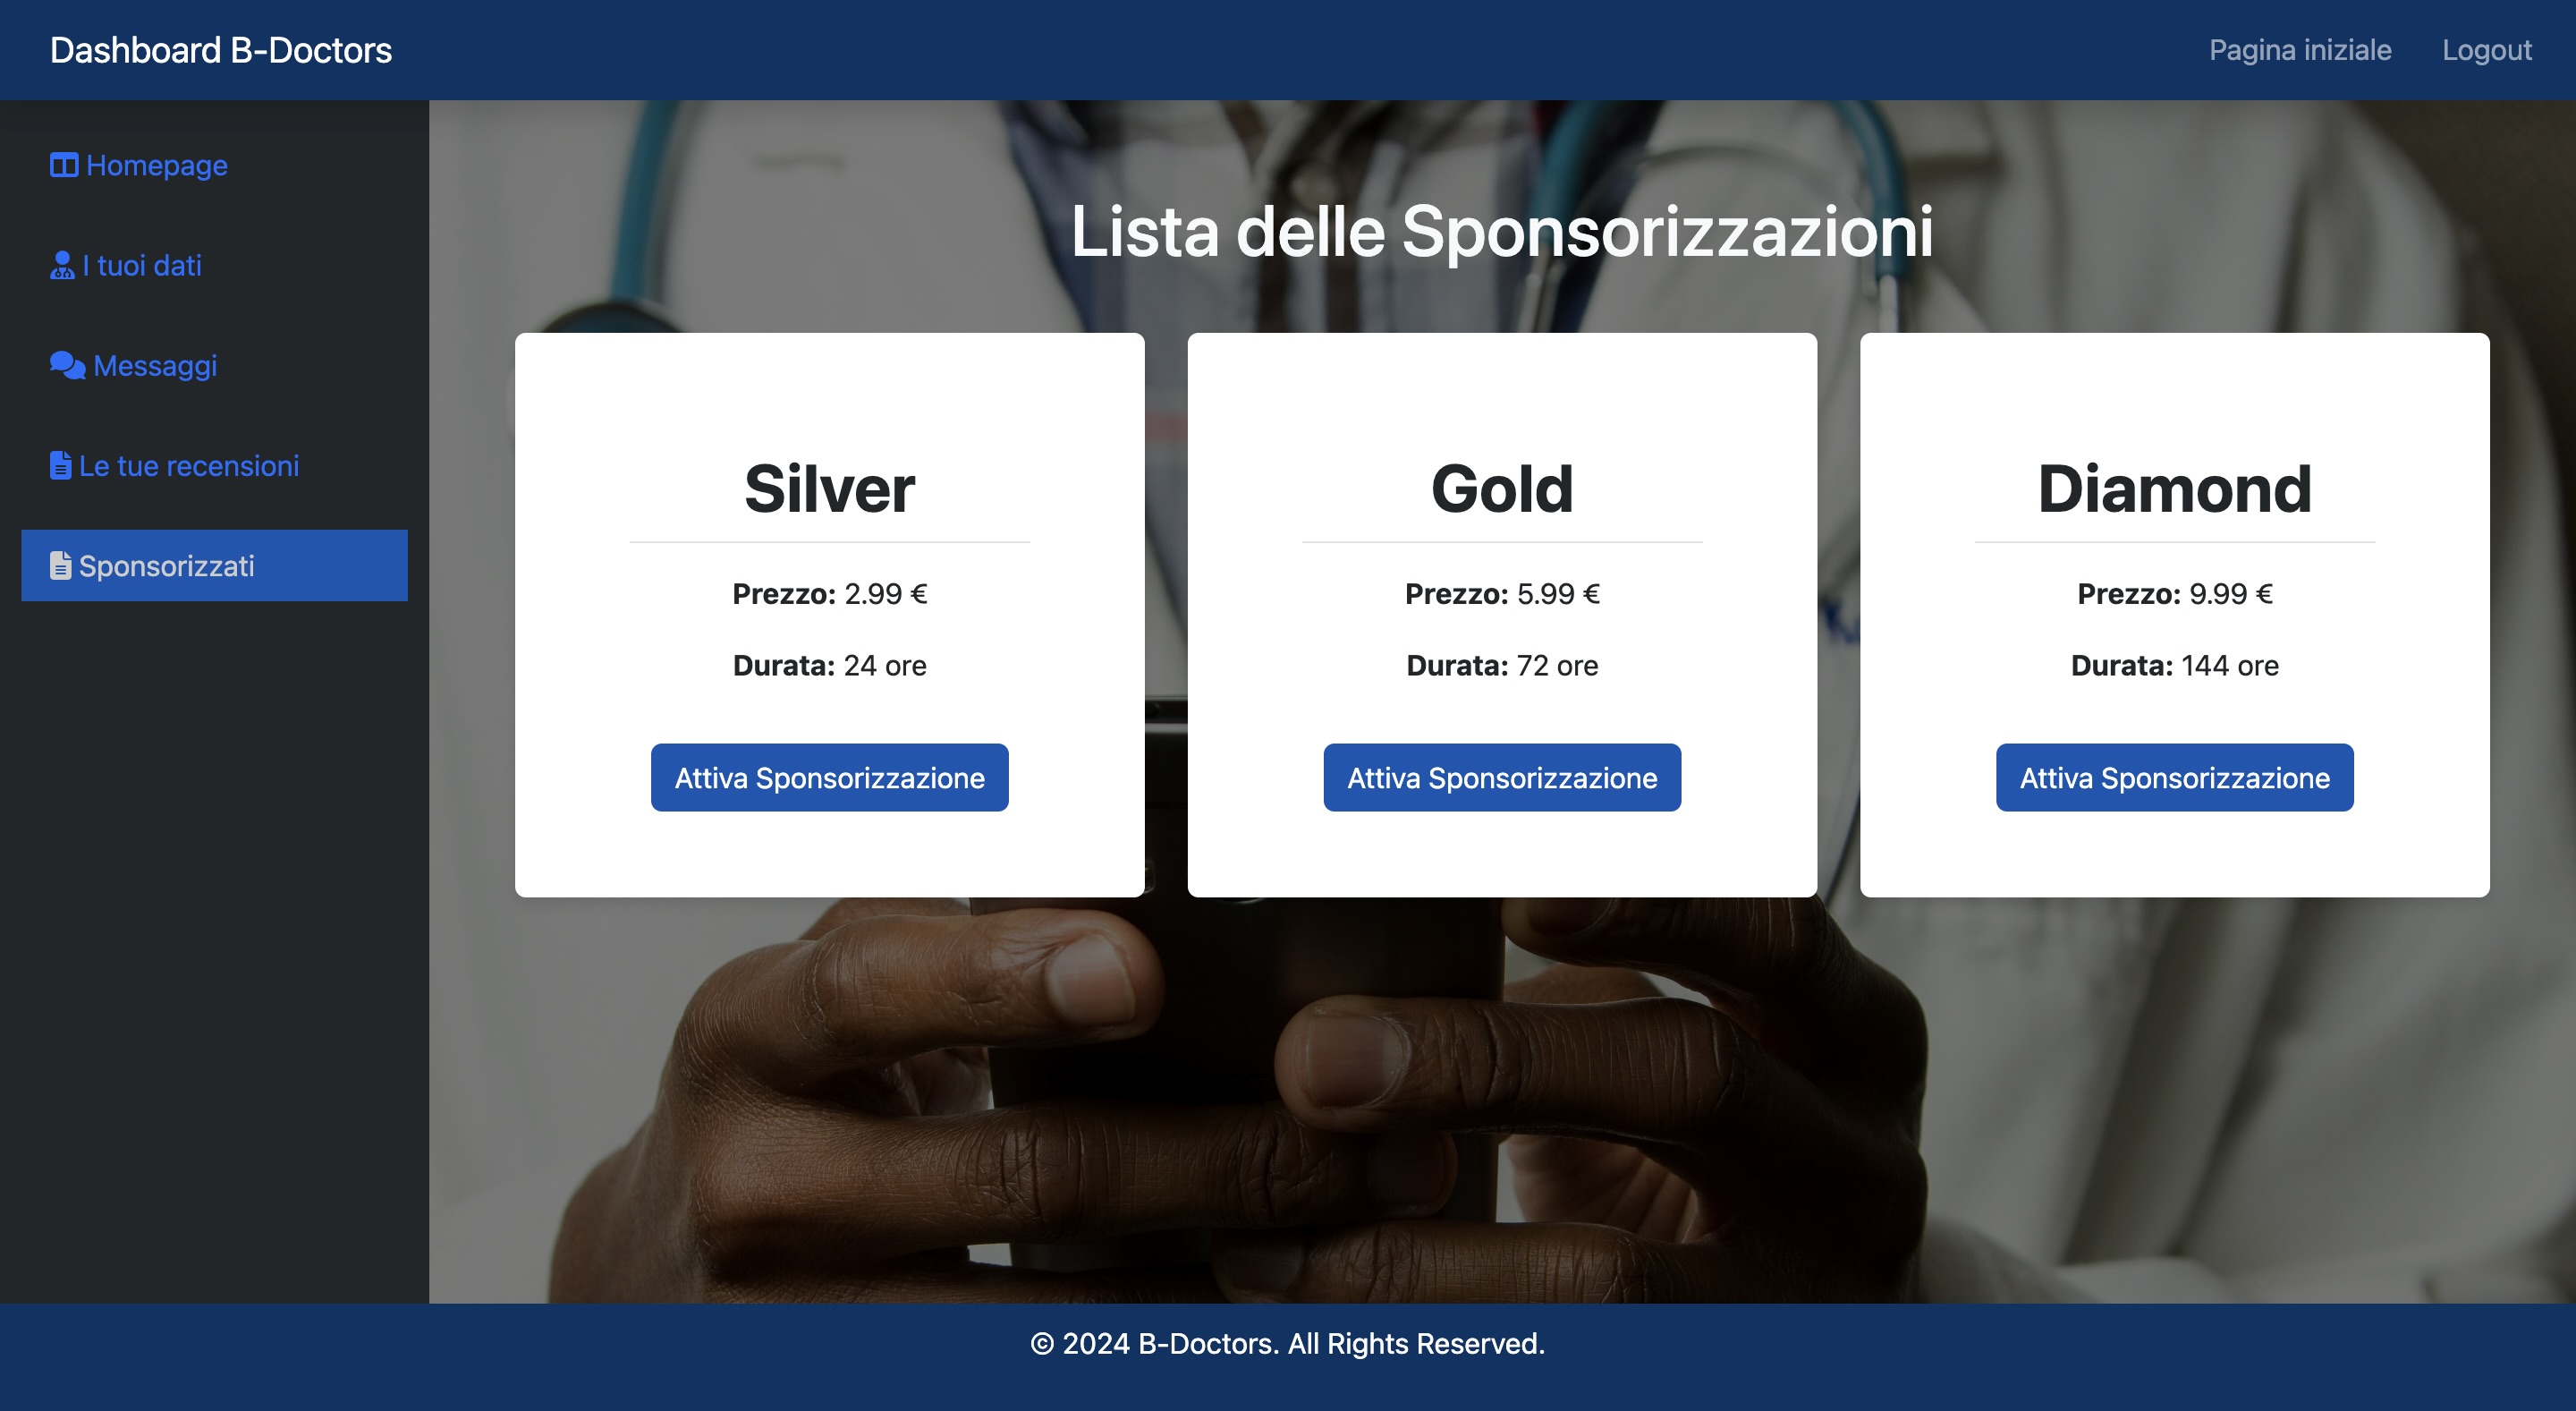 Dashboard B-Doctors
Pagina iniziale
Logout
Homepage
I tuoi dati
Messaggi
Le tue recensioni
Sponsorizzati
Lista delle Sponsorizzazioni
Silver
Prezzo: 2.99 €
Durata: 24 ore
Attiva Sponsorizzazione
Gold
Prezzo: 5.99 €
Durata: 72 ore
Attiva Sponsorizzazione
Diamond
Prezzo: 9.99 €
Durata: 144 ore
Attiva Sponsorizzazione
© 2024 B-Doctors. All Rights Reserved.